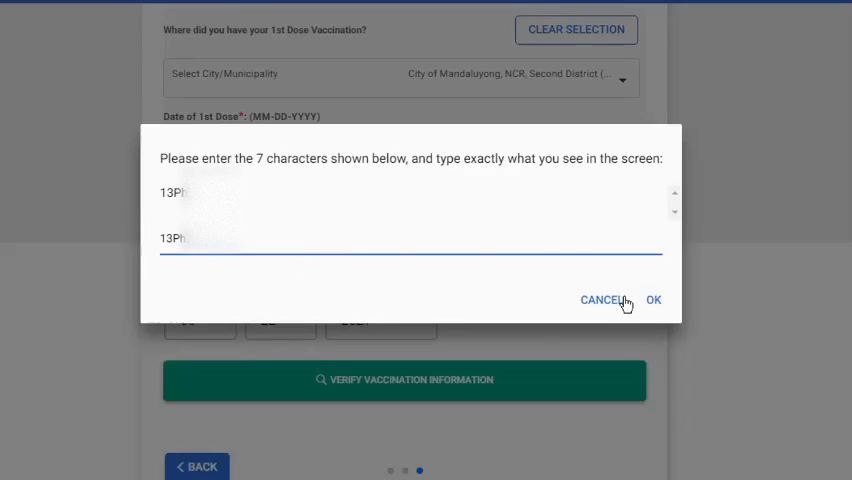 Where did you have your 1st Dose Vaccination?
CLEAR SELECTION
Select City/Municipality
City of Mandaluyong, NCR, Second District (...
Date of 1st Dose*: (MM-DD-YYYY)
Please enter the 7 characters shown below, and type exactly what you see in the screen:
13Ph
13Ph
CANCEL
OK
VERIFY VACCINATION INFORMATION
BACK